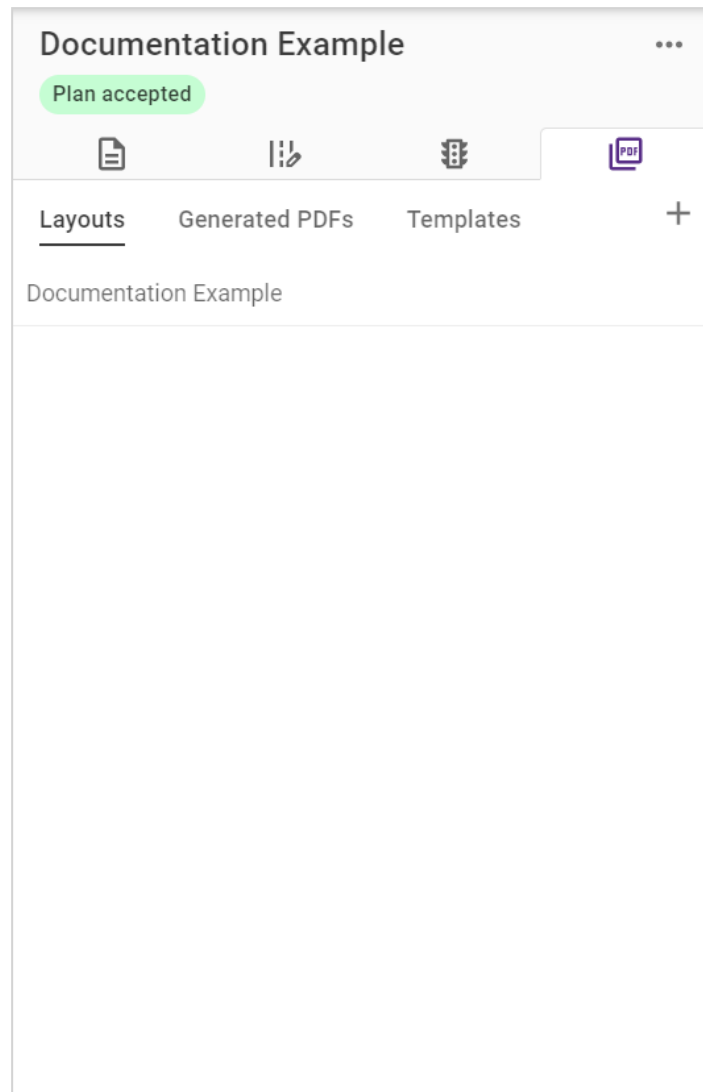 Documentation Example
Plan accepted
PDF
Layouts Generated PDFs Templates
Documentation Example